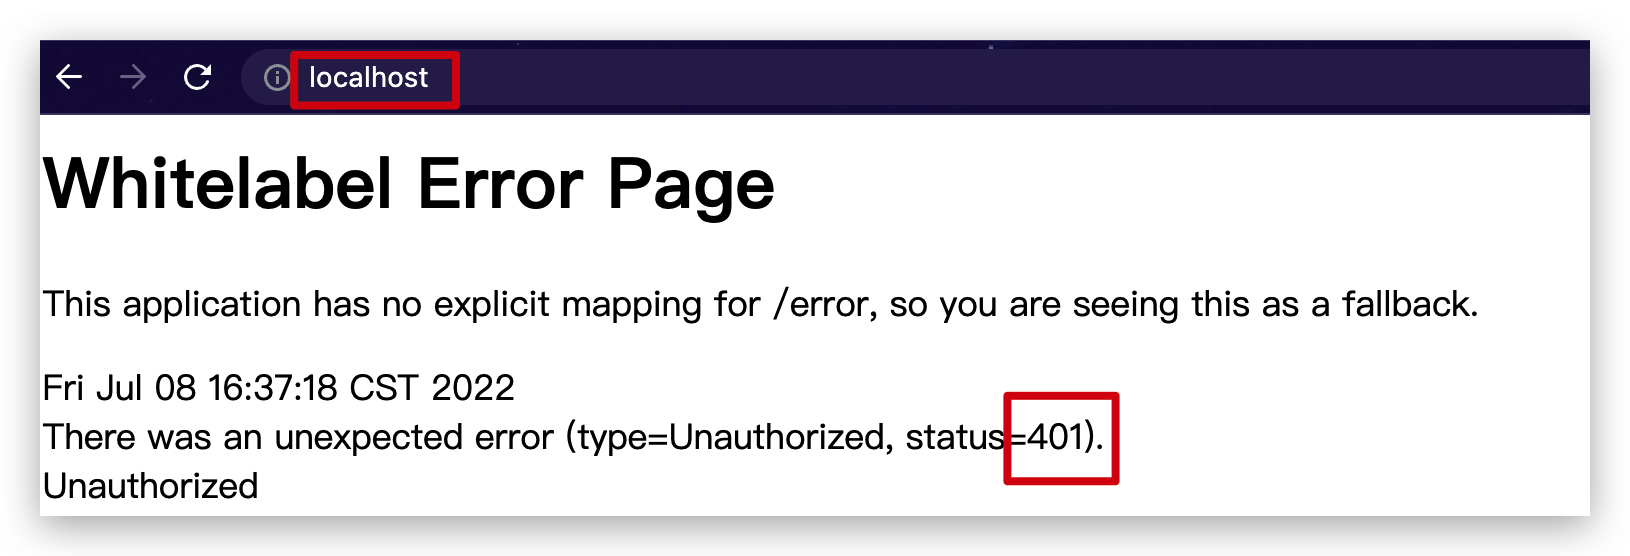 localhost
Whitelabel Error Page
This application has no explicit mapping for /error, so you are seeing this as a fallback.
Fri Jul 08 16:37:18 CST 2022
There was an unexpected error (type=Unauthorized, status=401).
Unauthorized